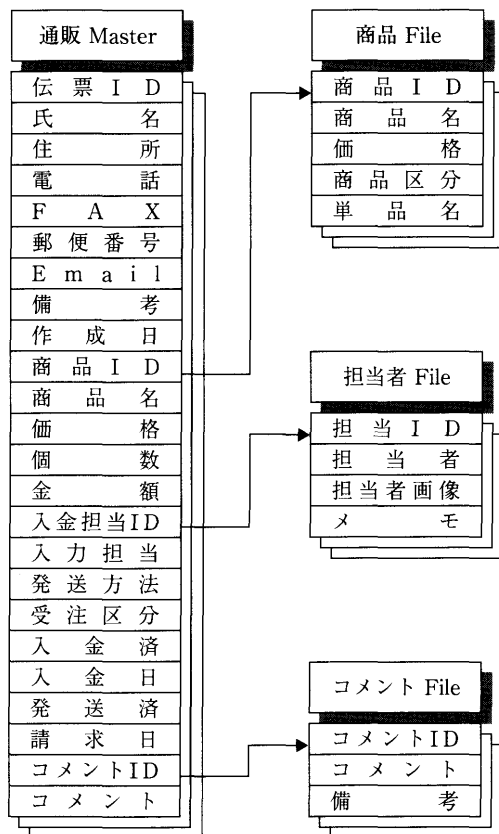 通販 Master
伝票ID
氏名
住所
電話
FAX
郵便番号
Email
備考
作成日
商品ID
商品名
価格
個数
金額
入金担当ID
入力担当
発送方法
受注区分
入金済
入金日
発送済
請求日
コメントID
コメント
商品 File
商品ID
商品名
価格
商品区分
単品名
担当者 File
担当ID
担当者
担当者画像
メモ
コメント File
コメントID
コメント
備考